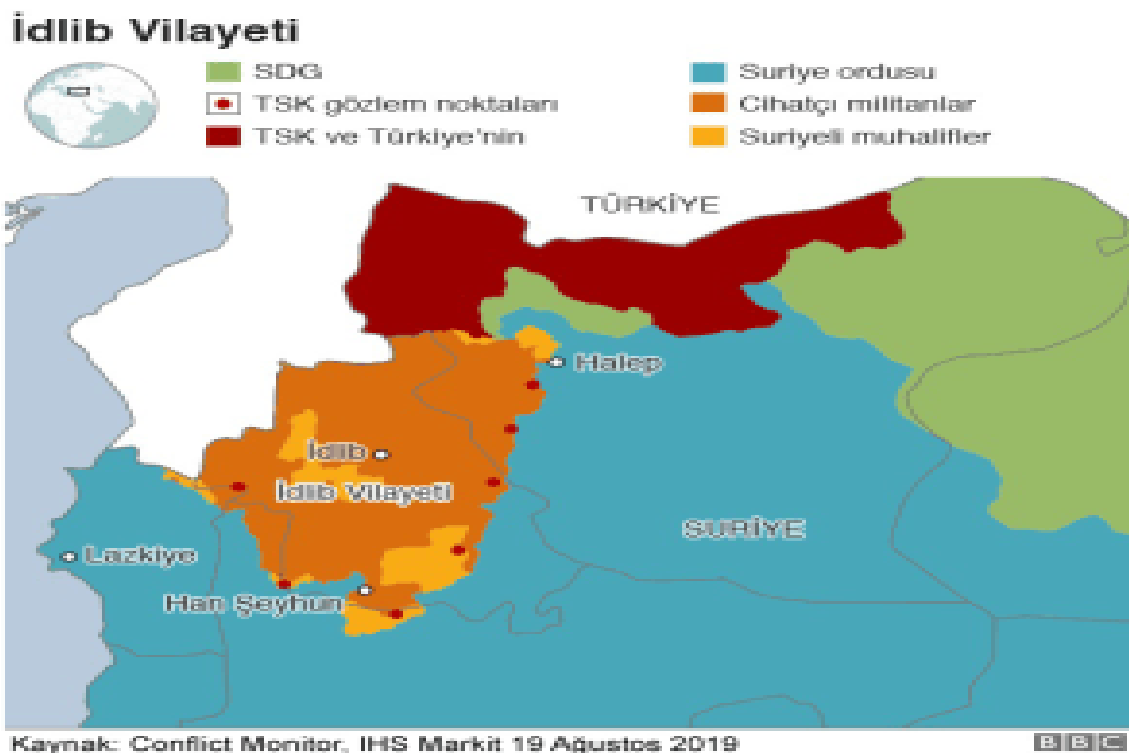 İdlib Vilayeti
SDG
TSK gözlem noktaları
TSK ve Türkiye'nin
Suriye ordusu
Cihatçı militanlar
Suriyeli muhalifler
TÜRKİYE
Halep
İdlib
İdlib Vilayeti
SURİYE
Lazkiye
Han Şeyhun
Kaynak: Conflict Monitor, IHS Markit 19 Ağustos 2019
BBC